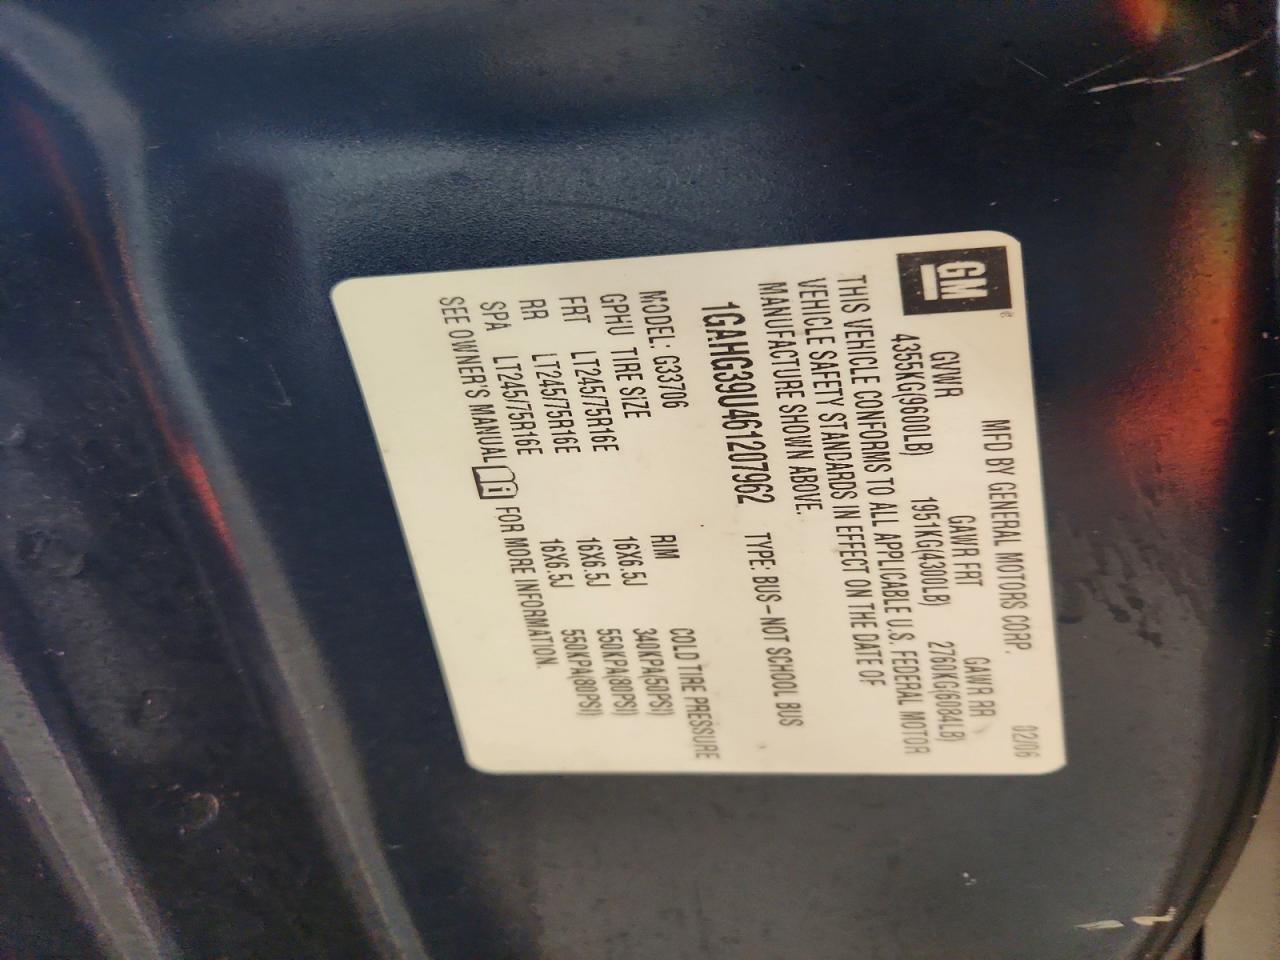 GM
MFD BY GENERAL MOTORS CORP. 02/06
GVWR GAWR FRT GAWR RR
4355KG(9600LB) 1951KG(4300LB) 2760KG(6084LB)
THIS VEHICLE CONFORMS TO ALL APPLICABLE U.S. FEDERAL MOTOR
VEHICLE SAFETY STANDARDS IN EFFECT ON THE DATE OF
MANUFACTURE SHOWN ABOVE.
1GAHG39U461207962 TYPE: BUS-NOT SCHOOL BUS
MODEL: G33706
GPHU TIRE SIZE RIM COLD TIRE PRESSURE
FRT LT245/75R16E 16X6.5J 340KPA(50PSI)
RR LT245/75R16E 16X6.5J 550KPA(80PSI)
SPA LT245/75R16E 16X6.5J 550KPA(80PSI)
SEE OWNER'S MANUAL FOR MORE INFORMATION.